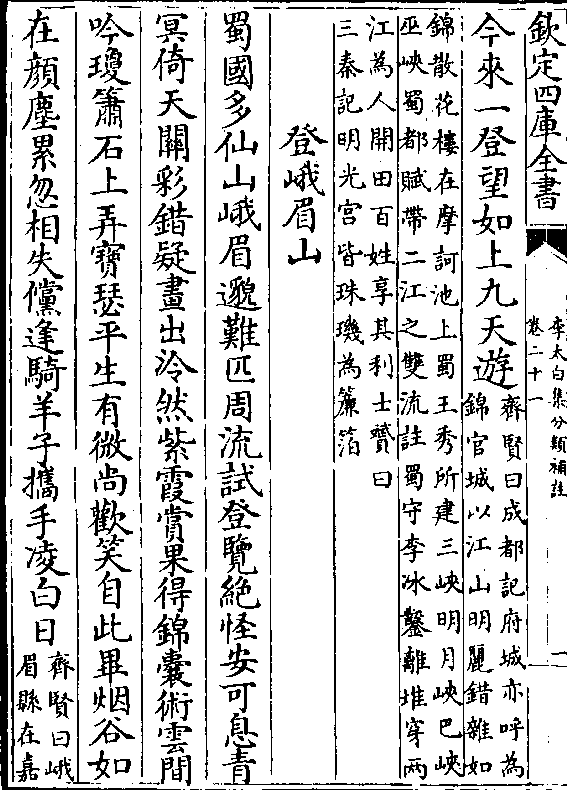 欽定四庫全書
李太白集分類補註
卷二十一
一
今來一登望如上九天遊
齊賢曰成都記府城亦呼為
錦官城以江山明麗錯雜如
錦散花樓在摩訶池上蜀王秀所建三峽明月峽巴峽
巫峽蜀都賦帶二江之雙流註蜀守李冰鑿離堆穿兩
江為人開田百姓享其利士贇曰
三秦記明光宫皆珠璣為簾箔
登峨眉山
蜀國多仙山峨眉邈難匹周流試登覽絶怪安可息青
冥倚天闗彩錯疑畫出泠然紫霞賞果得錦囊術雲間
吟瓊簫石上弄寶瑟平生有微尚歡笑自此畢烟谷如
在顔塵累忽相失儻逢騎羊子攜手凌白日
齊賢曰峨
眉縣在嘉